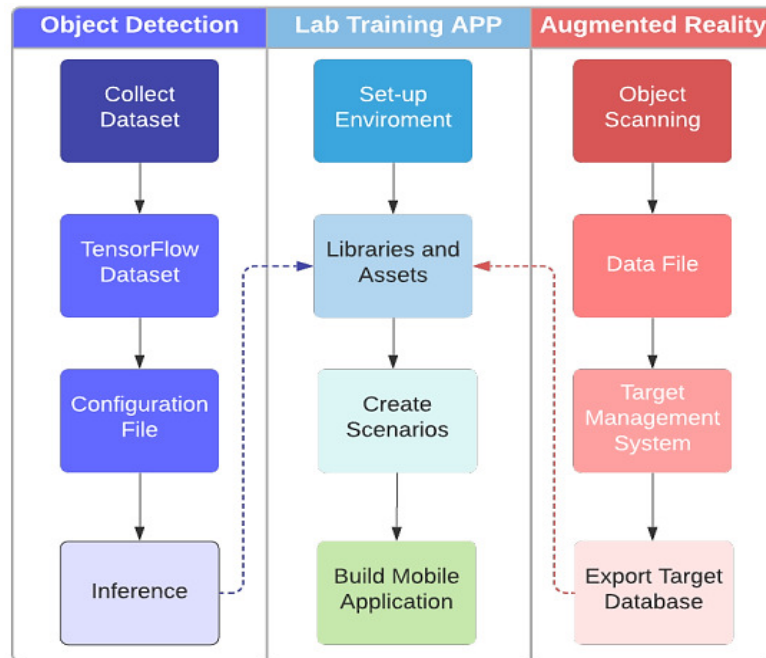 Object Detection
Lab Training APP
Augmented Reality
Collect
Dataset
Set-up
Enviroment
Object
Scanning
TensorFlow
Dataset
Libraries and
Assets
Data File
Configuration
File
Create
Scenarios
Target
Management
System
Inference
Build Mobile
Application
Export Target
Database